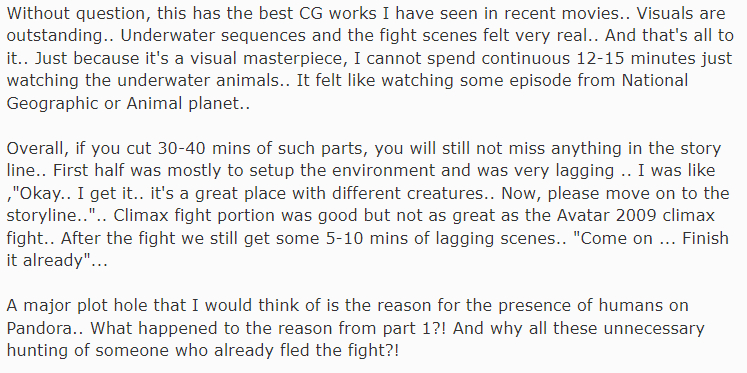 Without question, this has the best CG works I have seen in recent movies.. Visuals are
outstanding.. Underwater sequences and the fight scenes felt very real.. And that's all to
it.. Just because it's a visual masterpiece, I cannot spend continuous 12-15 minutes just
watching the underwater animals.. It felt like watching some episode from National
Geographic or Animal planet..
Overall, if you cut 30-40 mins of such parts, you will still not miss anything in the story
line.. First half was mostly to setup the environment and was very lagging .. I was like
,"Okay.. I get it.. it's a great place with different creatures.. Now, please move on to the
storyline..".. Climax fight portion was good but not as great as the Avatar 2009 climax
fight.. After the fight we still get some 5-10 mins of lagging scenes.. "Come on ... Finish
it already"...
A major plot hole that I would think of is the reason for the presence of humans on
Pandora.. What happened to the reason from part 1?! And why all these unnecessary
hunting of someone who already fled the fight?!